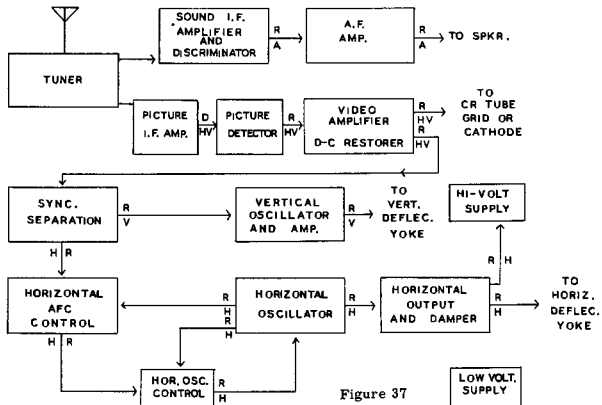 SOUND I.F.
AMPLIFIER
AND
DISCRIMINATOR
R
A
A.F.
AMP.
R
A
TO SPKR.
TUNER
PICTURE
I.F. AMP.
D
HV
PICTURE
DETECTOR
R
HV
VIDEO
AMPLIFIER
D-C RESTORER
R
HV
R
HV
TO
CR TUBE
GRID OR
CATHODE
SYNC.
SEPARATION
R
V
VERTICAL
OSCILLATOR
AND AMP.
R
V
TO
VERT.
DEFLEC.
YOKE
HI-VOLT
SUPPLY
H R
R H
HORIZONTAL
AFC
CONTROL
R
H
R
H
HORIZONTAL
OSCILLATOR
R
H
HORIZONTAL
OUTPUT
AND DAMPER
R
H
TO
HORIZ.
DEFLEC.
YOKE
H R
HOR. OSC.
CONTROL
R
H
Figure 37
LOW VOLT.
SUPPLY